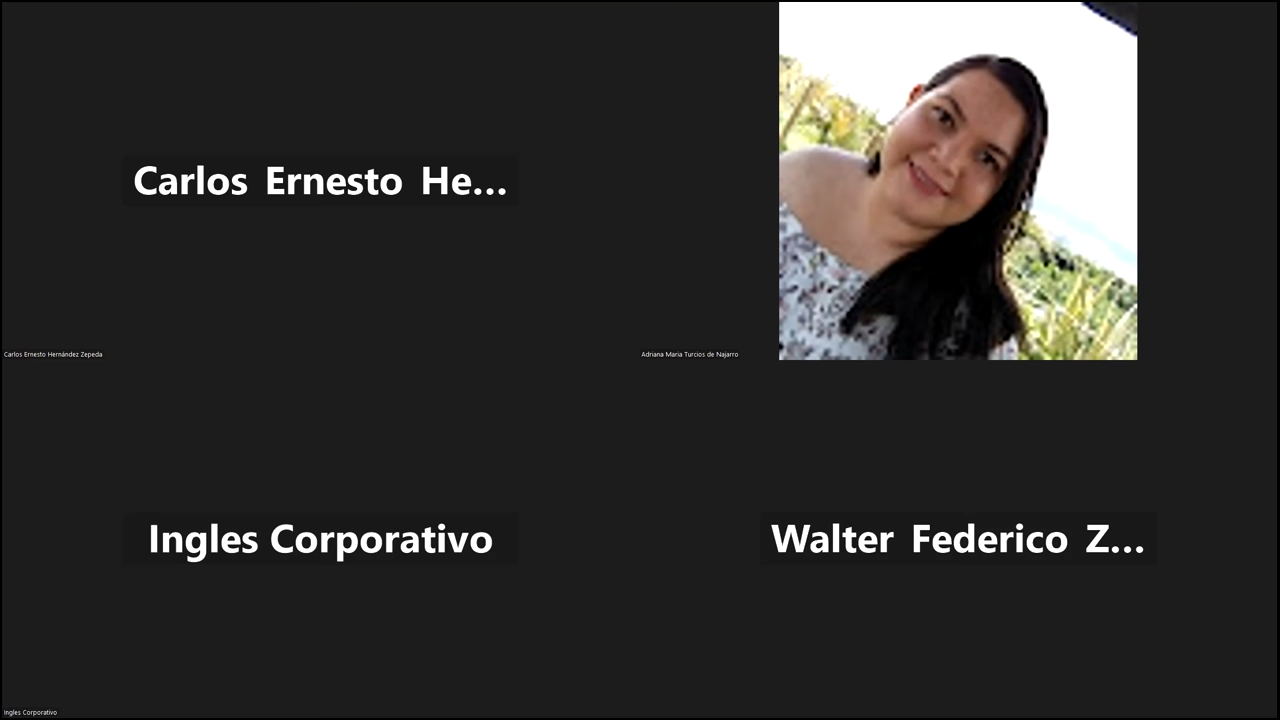 Carlos Ernesto He...
Carlos Ernesto Hernández Zepeda
Adriana Maria Turcios de Najarro
Ingles Corporativo
Walter Federico Z...
Ingles Corporativo